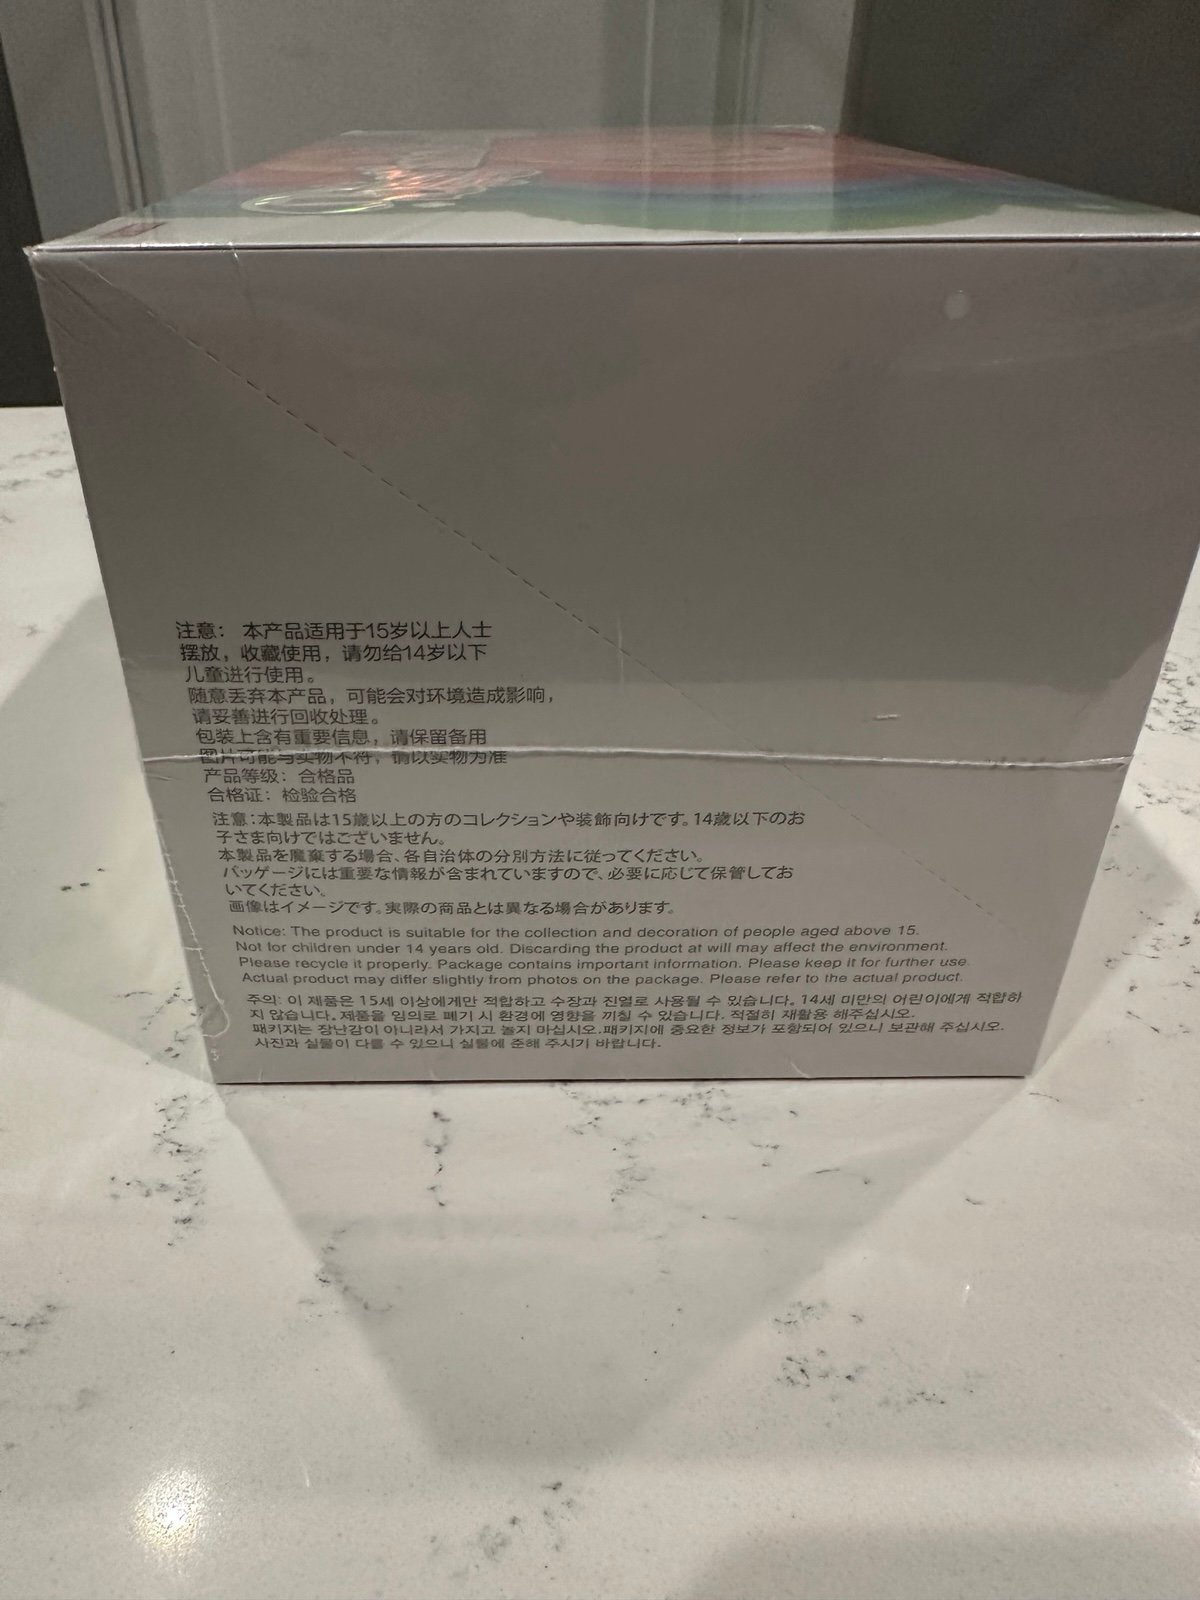 注意： 本产品适用于15岁以上人士
摆放，收藏使用，请勿给14岁以下
儿童进行使用。
随意丢弃本产品，可能会对环境造成影响，
请妥善进行回收处理。
包装上含有重要信息，请保留备用
图片可能与实物不符，请以实物为准
产品等级：合格品
合格证：检验合格
注意：本製品は15歳以上の方のコレクションや装飾向けです。14歳以下のお
子さま向けではございません。
本製品を魔棄する場合、各自治体の分別方法に従ってください。
バッゲージには重要な情報が含まれていますので、必要に応じて保管してお
いてください。
画像はイメージです。実際の商品とは異なる場合があります。
Notice: The product is suitable for the collection and decoration of people aged above 15.
Not for children under 14 years old. Discarding the product at will may affect the environment.
Please recycle it properly. Package contains important information. Please keep it for further use.
Actual product may differ slightly from photos on the package. Please refer to the actual product.
주의: 이 제품은 15세 이상에게만 적합하고 수장과 진열로 사용될 수 있습니다. 14세 미만의 어린이에게 적합하
지 않습니다. 제품을 임의로 폐기 시 환경에 영향을 끼칠 수 있습니다. 적절히 재활용 해주십시오.
패키지는 장난감이 아니라서 가지고 놀지 마십시오.패키지에 중요한 정보가 포함되어 있으니 보관해 주십시오.
사진과 실물이 다를 수 있으니 실물에 준해 주시기 바랍니다.